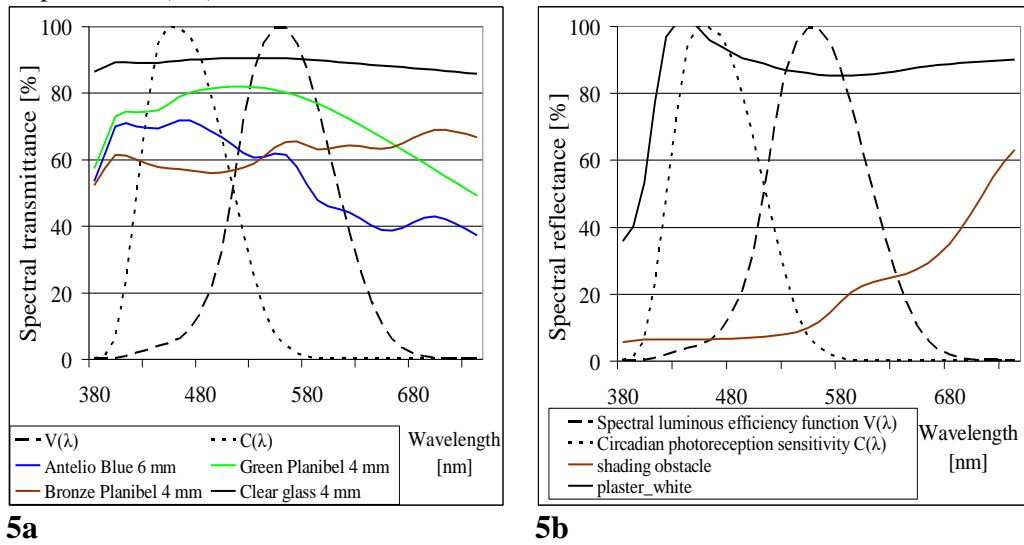 Spectral transmittance [%]
120
100
80
60
40
20
0
380
480
580
680
V(λ)
C(λ)
Antelio Blue 6 mm
Green Planibel 4 mm
Bronze Planibel 4 mm
Clear glass 4 mm
Wavelength
[nm]
5a
Spectral reflectance [%]
100
80
60
40
20
0
380
480
580
680
Spectral luminous efficiency function V(λ)
Circadian photoreception sensitivity C(λ)
shading obstacle
plaster_white
Wavelength
[nm]
5b